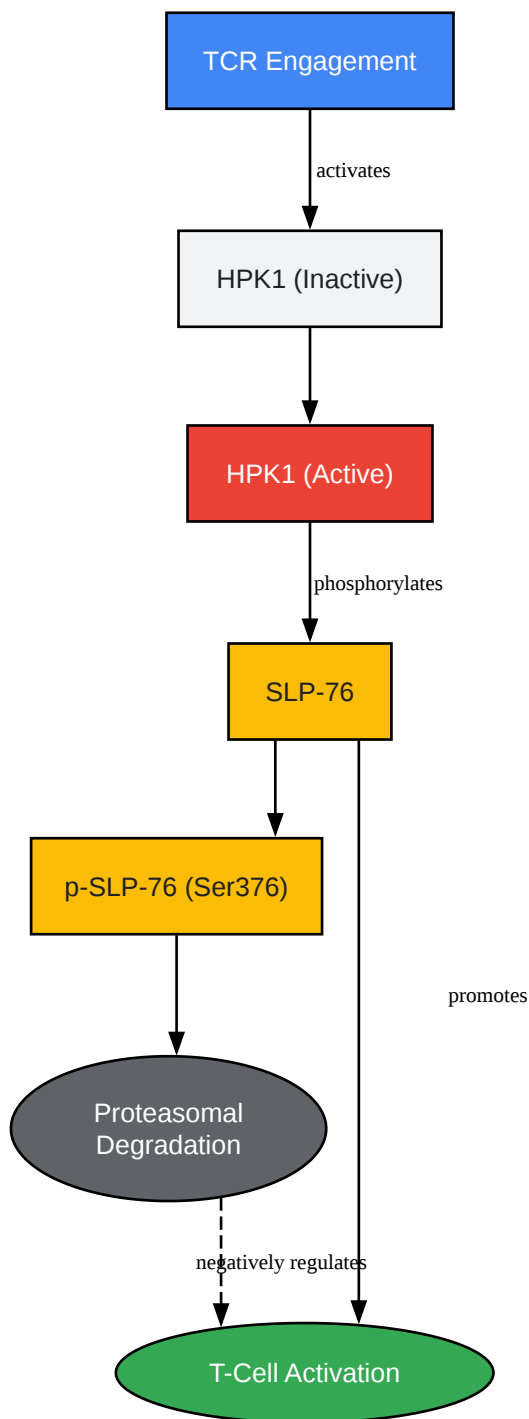 TCR Engagement
activates
HPK1 (Inactive)
HPK1 (Active)
phosphorylates
SLP-76
p-SLP-76 (Ser376)
promotes
Proteasomal
Degradation
negatively regulates
T-Cell Activation